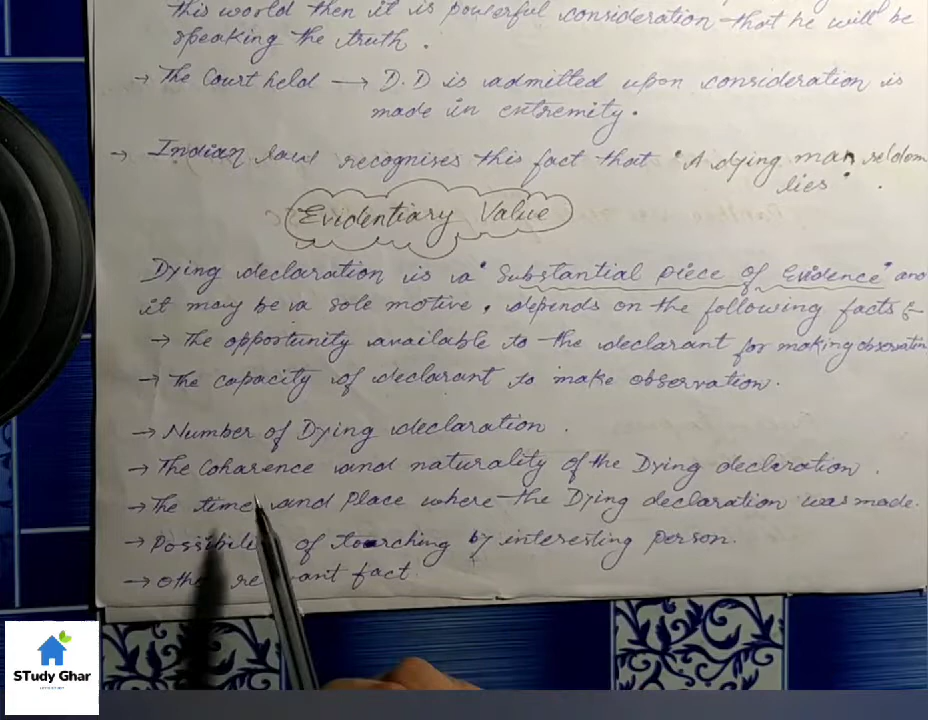 this world then it is powerful consideration that he will be
speaking the truth.
→ The Court held → D.D is admitted upon consideration is
made in extremity.
→ Indian law recognises this fact that "A dying man seldom
lies".
Evidentiary Value
Dying declaration is a "Substantial piece of Evidence" and
it may be a sole motive. depends on the following facts :-
→ The opportunity available to the declarant for making observation
→ The capacity of declarant to make observation.
→ Number of Dying declaration.
→ The Coharence and naturality of the Dying declaration.
→ The time and Place where the Dying declaration was made.
→ Possibili of by interesting person.
→ Oth re ant fact.
STudy Ghar